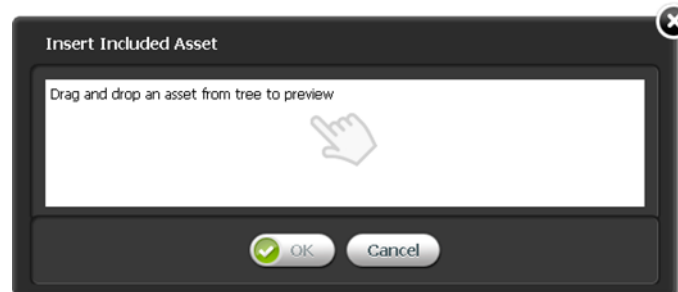 Insert Included Asset
Drag and drop an asset from tree to preview
OK
Cancel